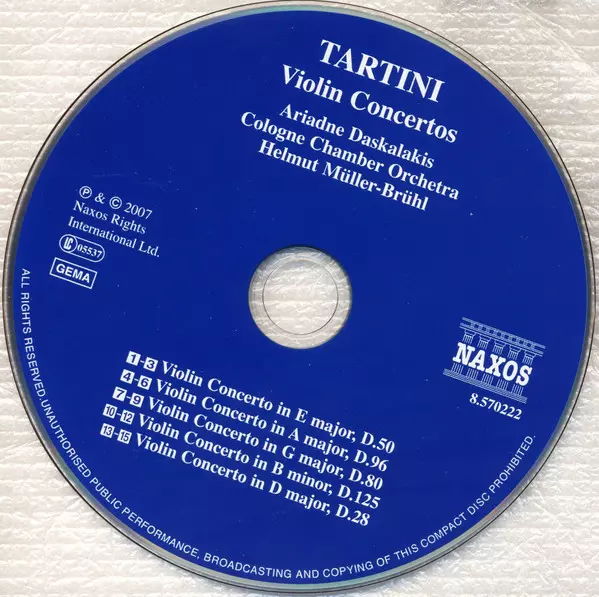 TARTINI
Violin Concertos
Ariadne Daskalakis
Cologne Chamber Orchetra
Helmut Müller-Brühl
℗ & © 2007
Naxos Rights
International Ltd.
LC 05537
GEMA
NAXOS
8.570222
1-3 Violin Concerto in E major, D.50
4-6 Violin Concerto in A major, D.96
7-9 Violin Concerto in G major, D.80
10-12 Violin Concerto in B minor, D.125
13-15 Violin Concerto in D major, D.28
ALL RIGHTS RESERVED.UNAUTHORISED PUBLIC PERFORMANCE, BROADCASTING AND COPYING OF THIS COMPACT DISC PROHIBITED.